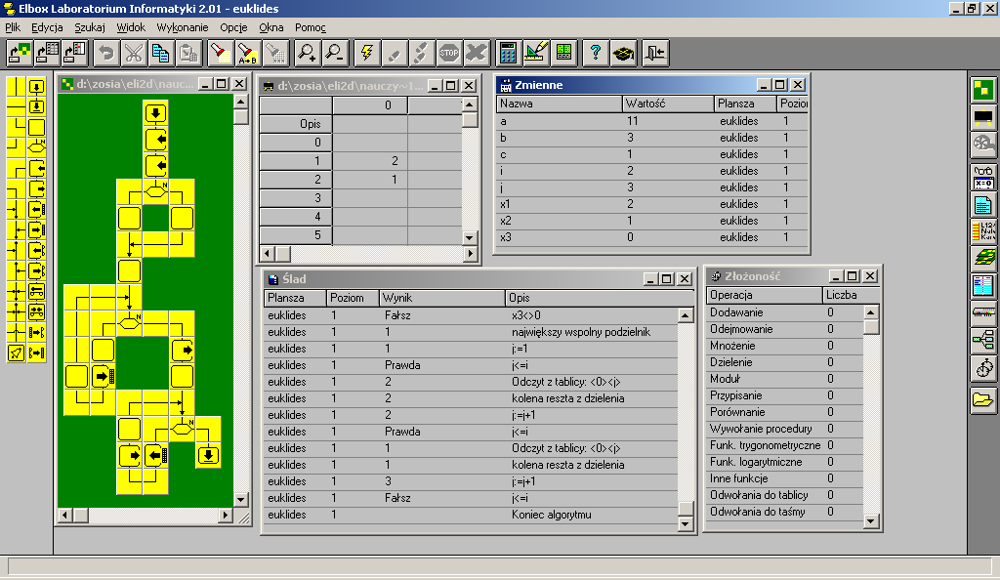 Elbox Laboratorium Informatyki 2.01 - euklides
Plik Edycja Szukaj Widok Wykonanie Opcje Okna Pomoc
A→B
STOP
?
d:\zosia\eli2d\nauc...
N
N
N
d:\zosia\eli2d\nauczy~1...
0
Opis
0
1 2
2 1
3
4
5
Zmienne
Nazwa Wartość Plansza Pozior
a 11 euklides 1
b 3 euklides 1
c 1 euklides 1
i 2 euklides 1
j 3 euklides 1
x1 2 euklides 1
x2 1 euklides 1
x3 0 euklides 1
Ślad
Plansza Poziom Wynik Opis
euklides 1 Fałsz x3<>0
euklides 1 1 największy wspolny podzielnik
euklides 1 1 j:=1
euklides 1 Prawda j<=i
euklides 1 2 Odczyt z tablicy: <0><j>
euklides 1 2 kolena reszta z dzielenia
euklides 1 2 j:=j+1
euklides 1 Prawda j<=i
euklides 1 1 Odczyt z tablicy: <0><j>
euklides 1 1 kolena reszta z dzielenia
euklides 1 3 j:=j+1
euklides 1 Fałsz j<=i
euklides 1 Koniec algorytmu
Złożoność
Operacja Liczba
Dodawanie 0
Odejmowanie 0
Mnożenie 0
Dzielenie 0
Moduł 0
Przypisanie 0
Porównanie 0
Wywołanie procedury 0
Funk. trygonometryczne 0
Funk. logarytmiczne 0
Inne funkcje 0
Odwołania do tablicy 0
Odwołania do taśmy 0
x=0